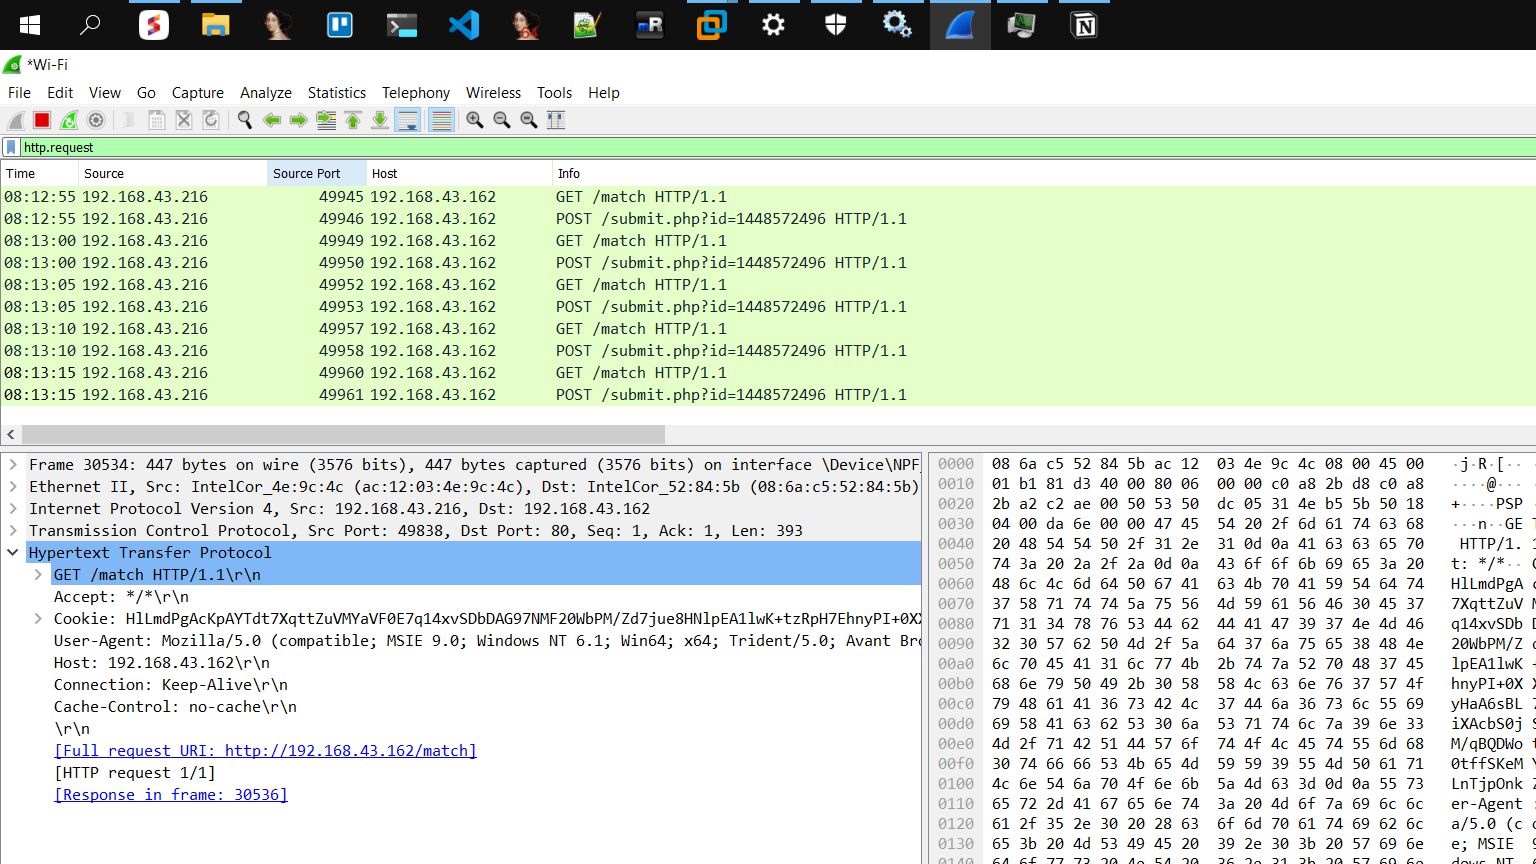 *Wi-Fi
File Edit View Go Capture Analyze Statistics Telephony Wireless Tools Help
http.request
Time Source Source Port Host Info
08:12:55 192.168.43.216 49945 192.168.43.162 GET /match HTTP/1.1
08:12:55 192.168.43.216 49946 192.168.43.162 POST /submit.php?id=1448572496 HTTP/1.1
08:13:00 192.168.43.216 49949 192.168.43.162 GET /match HTTP/1.1
08:13:00 192.168.43.216 49950 192.168.43.162 POST /submit.php?id=1448572496 HTTP/1.1
08:13:05 192.168.43.216 49952 192.168.43.162 GET /match HTTP/1.1
08:13:05 192.168.43.216 49953 192.168.43.162 POST /submit.php?id=1448572496 HTTP/1.1
08:13:10 192.168.43.216 49957 192.168.43.162 GET /match HTTP/1.1
08:13:10 192.168.43.216 49958 192.168.43.162 POST /submit.php?id=1448572496 HTTP/1.1
08:13:15 192.168.43.216 49960 192.168.43.162 GET /match HTTP/1.1
08:13:15 192.168.43.216 49961 192.168.43.162 POST /submit.php?id=1448572496 HTTP/1.1
Frame 30534: 447 bytes on wire (3576 bits), 447 bytes captured (3576 bits) on interface \Device\NPF_
Ethernet II, Src: IntelCor_4e:9c:4c (ac:12:03:4e:9c:4c), Dst: IntelCor_52:84:5b (08:6a:c5:52:84:5b)
Internet Protocol Version 4, Src: 192.168.43.216, Dst: 192.168.43.162
Transmission Control Protocol, Src Port: 49838, Dst Port: 80, Seq: 1, Ack: 1, Len: 393
Hypertext Transfer Protocol
GET /match HTTP/1.1\r\n
Accept: */*\r\n
Cookie: HlLmdPgAcKpAYTdt7XqttZuVMYaVF0E7q14xvSDbDAG97NMF20WbPM/Zd7jue8HNlpEA1lwK+tzRpH7EhnyPI+0XX
User-Agent: Mozilla/5.0 (compatible; MSIE 9.0; Windows NT 6.1; Win64; x64; Trident/5.0; Avant Bro
Host: 192.168.43.162\r\n
Connection: Keep-Alive\r\n
Cache-Control: no-cache\r\n
\r\n
[Full request URI: http://192.168.43.162/match]
[HTTP request 1/1]
[Response in frame: 30536]
0000 08 6a c5 52 84 5b ac 12 03 4e 9c 4c 08 00 45 00 ·j·R·[·
0010 01 b1 81 d3 40 00 80 06 00 00 c0 a8 2b d8 c0 a8 ····@···
0020 2b a2 c2 ae 00 50 53 50 dc 05 31 4e b5 5b 50 18 +····PSP
0030 04 00 da 6e 00 00 47 45 54 20 2f 6d 61 74 63 68 ···n··GE T
0040 20 48 54 54 50 2f 31 2e 31 0d 0a 41 63 63 65 70 HTTP/1. 1
0050 74 3a 20 2a 2f 2a 0d 0a 43 6f 6f 6b 69 65 3a 20 t: */*·· C
0060 48 6c 4c 6d 64 50 67 41 63 4b 70 41 59 54 64 74 HlLmdPgA c
0070 37 58 71 74 74 5a 75 56 4d 59 61 56 46 30 45 37 7XqttZuV M
0080 71 31 34 78 76 53 44 62 44 41 47 39 37 4e 4d 46 q14xvSDb D
0090 32 30 57 62 50 4d 2f 5a 64 37 6a 75 65 38 48 4e 20WbPM/Z d
00a0 6c 70 45 41 31 6c 77 4b 2b 74 7a 52 70 48 37 45 lpEA1lwK +
00b0 68 6e 79 50 49 2b 30 58 58 4c 63 6e 76 37 57 4f hnyPI+0X X
00c0 79 48 61 41 36 73 42 4c 37 44 6a 36 73 6c 55 69 yHaA6sBL 7
00d0 69 58 41 63 62 53 30 6a 53 71 74 6c 7a 39 6e 33 iXAcbS0j S
00e0 4d 2f 71 42 51 44 57 6f 74 4f 4c 45 74 55 6d 68 M/qBQDWo t
00f0 30 74 66 66 53 4b 65 4d 59 59 39 55 4d 50 61 71 0tffSKeM Y
0100 4c 6e 54 6a 70 4f 6e 6b 5a 4d 63 3d 0d 0a 55 73 LnTjpOnk Z
0110 65 72 2d 41 67 65 6e 74 3a 20 4d 6f 7a 69 6c 6c er-Agent :
0120 61 2f 35 2e 30 20 28 63 6f 6d 70 61 74 69 62 6c a/5.0 (c o
0130 65 3b 20 4d 53 49 45 20 39 2e 30 3b 20 57 69 6e e; MSIE 9
0140 64 6f 77 73 20 4e 54 20 36 2e 31 3b 20 57 69 6e dows NT 6